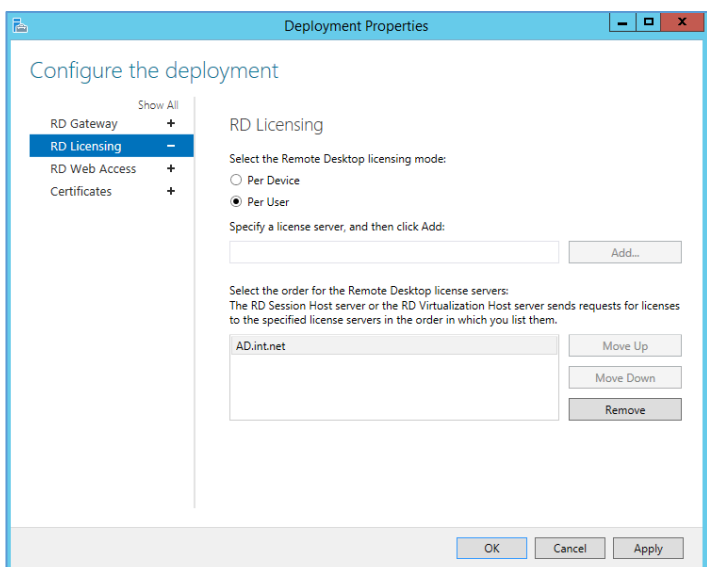 Deployment Properties
Configure the deployment
Show All
RD Gateway +
RD Licensing –
RD Web Access +
Certificates +
RD Licensing
Select the Remote Desktop licensing mode:
Per Device
Per User
Specify a license server, and then click Add:
Add...
Select the order for the Remote Desktop license servers:
The RD Session Host server or the RD Virtualization Host server sends requests for licenses
to the specified license servers in the order in which you list them.
AD.int.net
Move Up
Move Down
Remove
OK
Cancel
Apply